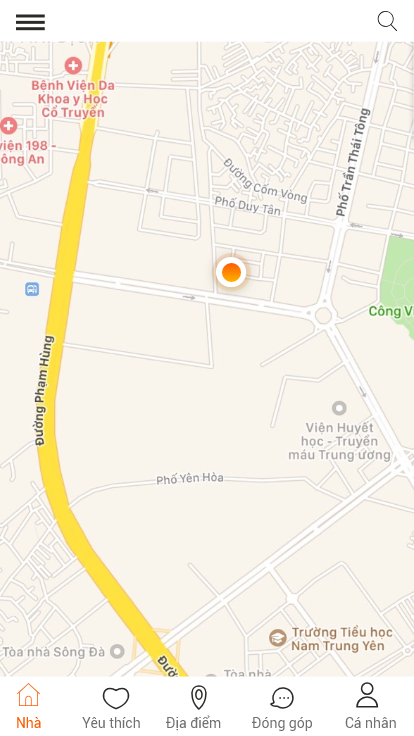 Bệnh Viện Đa
Khoa y Học
Cổ Truyền
viện 198 -
ông An
Phố Trần Thái Tông
Đường Cốm Vòng
Phố Duy Tân
Công V
Đường Phạm Hùng
Viện Huyết
học - Truyền
máu Trung ương
Phố Yên Hòa
Trường Tiểu học
Nam Trung Yên
Tòa nhà Sông Đà
Đườ
Tòa nhà
Nhà
Yêu thích
Địa điểm
Đóng góp
Cá nhân